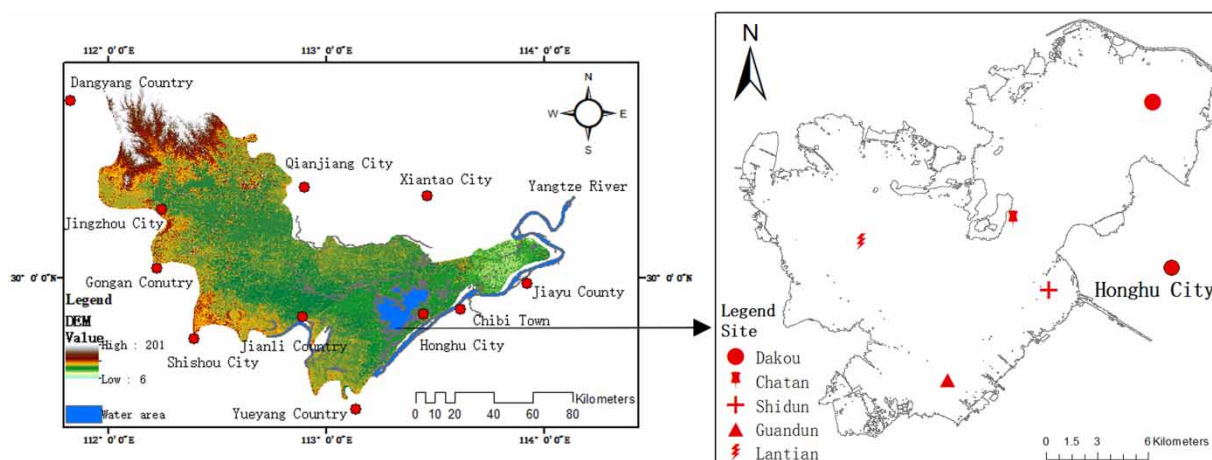 112° 0′0″E
113° 0′0″E
114° 0′0″E
Dangyang Country
N
W
E
S
Qianjiang City
Xiantao City
Yangtze River
Jingzhou City
30° 0′0″N
Gongan Conutry
30° 0′0″N
Legend
DEM
Value
High : 201
Low : 6
Water area
Shishou City
Jianli Country
Honghu City
Chibi Town
Jiayu County
Yueyang Country
Kilometers
0 10 20 40 60 80
112° 0′0″E
113° 0′0″E
114° 0′0″E
N
Honghu City
Legend
Site
Dakou
Chatan
Shidun
Guandun
Lantian
0 1.5 3 6 Kilometers